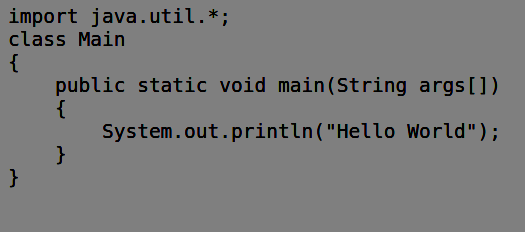 import java.util.*;
class Main
{
    public static void main(String args[])
    {
        System.out.println("Hello World");
    }
}